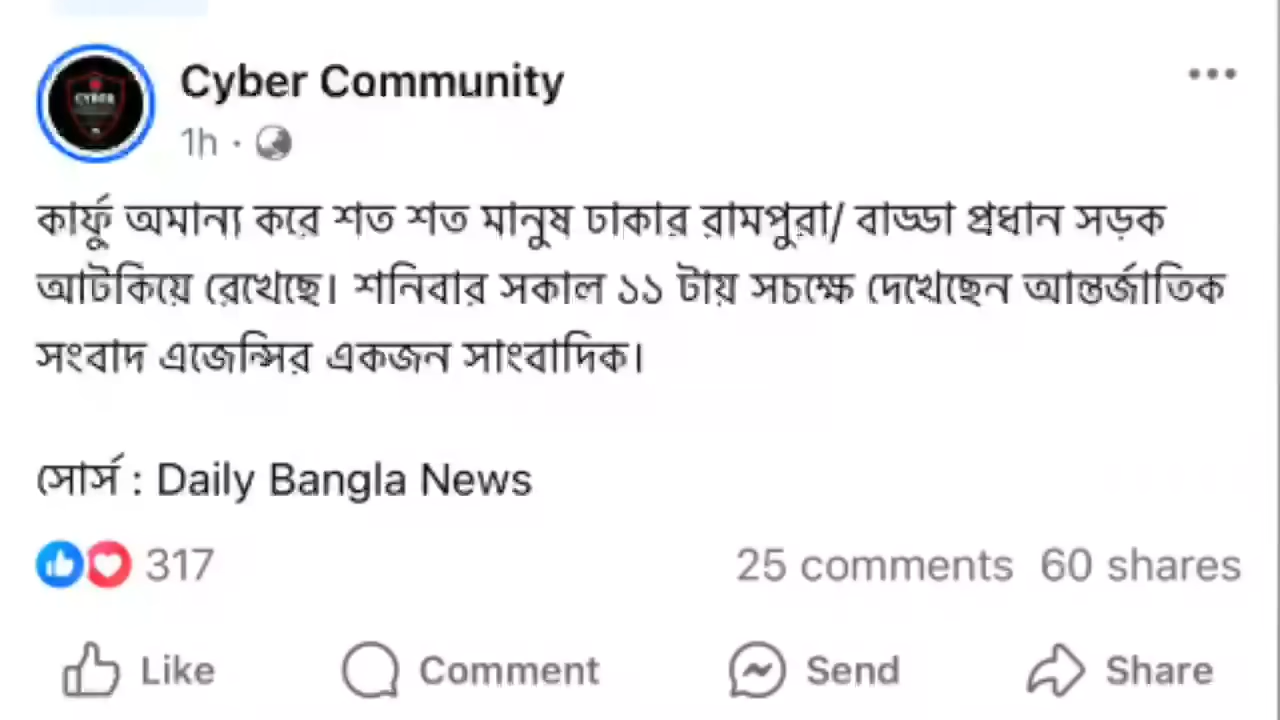 Cyber Community
1h ·
কার্ফু অমান্য করে শত শত মানুষ ঢাকার রামপুরা/ বাড্ডা প্রধান সড়ক
আটকিয়ে রেখেছে। শনিবার সকাল ১১ টায় সচক্ষে দেখেছেন আন্তর্জাতিক
সংবাদ এজেন্সির একজন সাংবাদিক।
সোর্স : Daily Bangla News
317 25 comments 60 shares
Like Comment Send Share